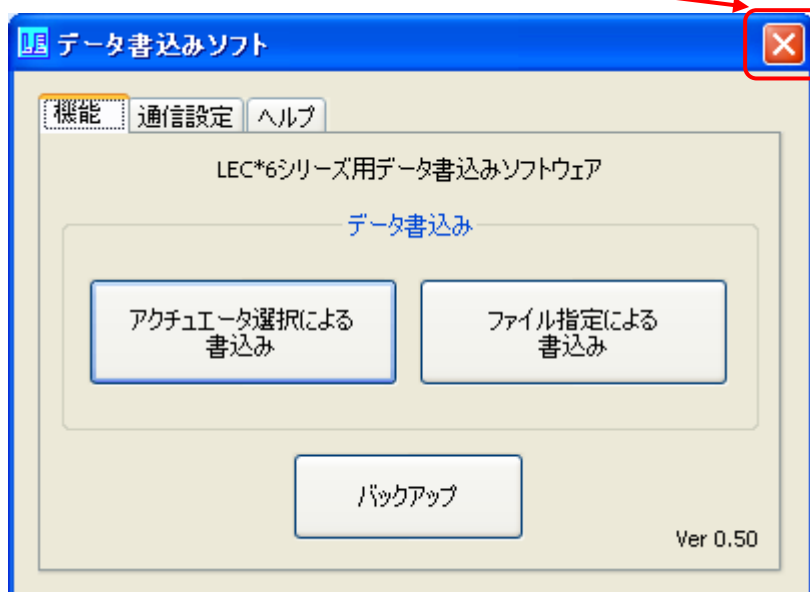 LE データ書込みソフト
機能 通信設定 ヘルプ
LEC*6シリーズ用データ書込みソフトウェア
データ書込み
アクチュエータ選択による
書込み
ファイル指定による
書込み
バックアップ
Ver 0.50